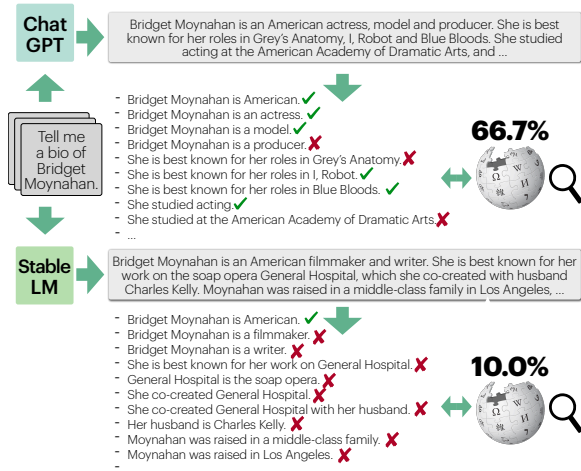 Chat
GPT
Bridget Moynahan is an American actress, model and producer. She is best
known for her roles in Grey's Anatomy, I, Robot and Blue Bloods. She studied
acting at the American Academy of Dramatic Arts, and ...
Tell me
a bio of
Bridget
Moynahan.
- Bridget Moynahan is American. ✓
- Bridget Moynahan is an actress. ✓
- Bridget Moynahan is a model. ✓
- Bridget Moynahan is a producer. ✘
- She is best known for her roles in Grey's Anatomy. ✘
- She is best known for her roles in I, Robot. ✓
- She is best known for her roles in Blue Bloods. ✓
- She studied acting. ✓
- She studied at the American Academy of Dramatic Arts. ✘
- ...
66.7%
Ω
W
И
Stable
LM
Bridget Moynahan is an American filmmaker and writer. She is best known for her
work on the soap opera General Hospital, which she co-created with husband
Charles Kelly. Moynahan was raised in a middle-class family in Los Angeles, ...
- Bridget Moynahan is American. ✓
- Bridget Moynahan is a filmmaker. ✘
- Bridget Moynahan is a writer. ✘
- She is best known for her work on General Hospital. ✘
- General Hospital is the soap opera. ✘
- She co-created General Hospital. ✘
- She co-created General Hospital with her husband. ✘
- Her husband is Charles Kelly. ✘
- Moynahan was raised in a middle-class family. ✘
- Moynahan was raised in Los Angeles. ✘
-
10.0%
Ω
W
И